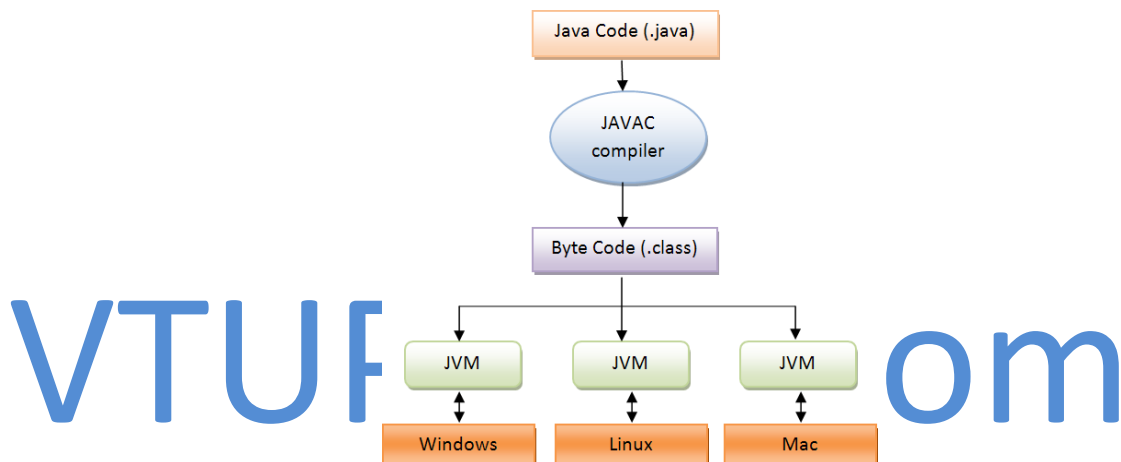 Java Code (.java)
JAVAC
compiler
Byte Code (.class)
JVM JVM JVM
Windows Linux Mac